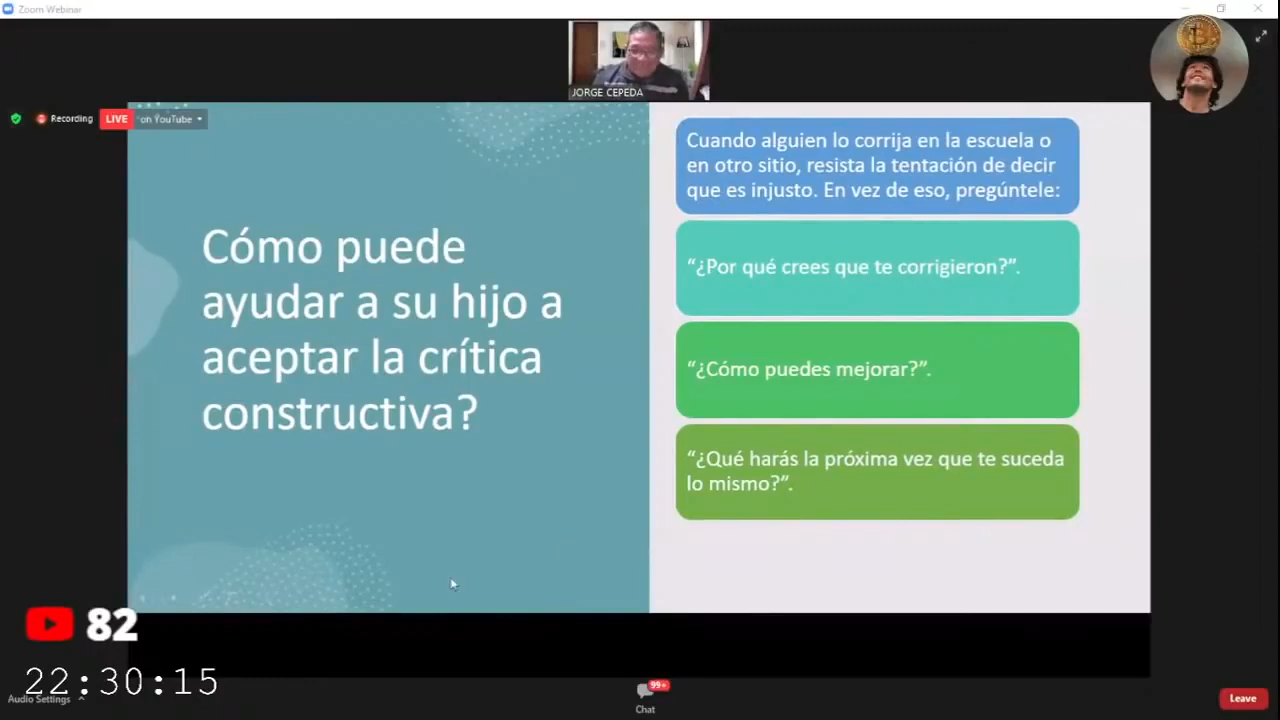 Zoom Webinar
JORGE CEPEDA
Recording
LIVE on YouTube
Cómo puede
ayudar a su hijo a
aceptar la crítica
constructiva?
Cuando alguien lo corrija en la escuela o
en otro sitio, resista la tentación de decir
que es injusto. En vez de eso, pregúntele:
“¿Por qué crees que te corrigieron?”.
“¿Cómo puedes mejorar?”.
“¿Qué harás la próxima vez que te suceda
lo mismo?”.
82
22:30:15
Audio Settings
99+
Chat
Leave